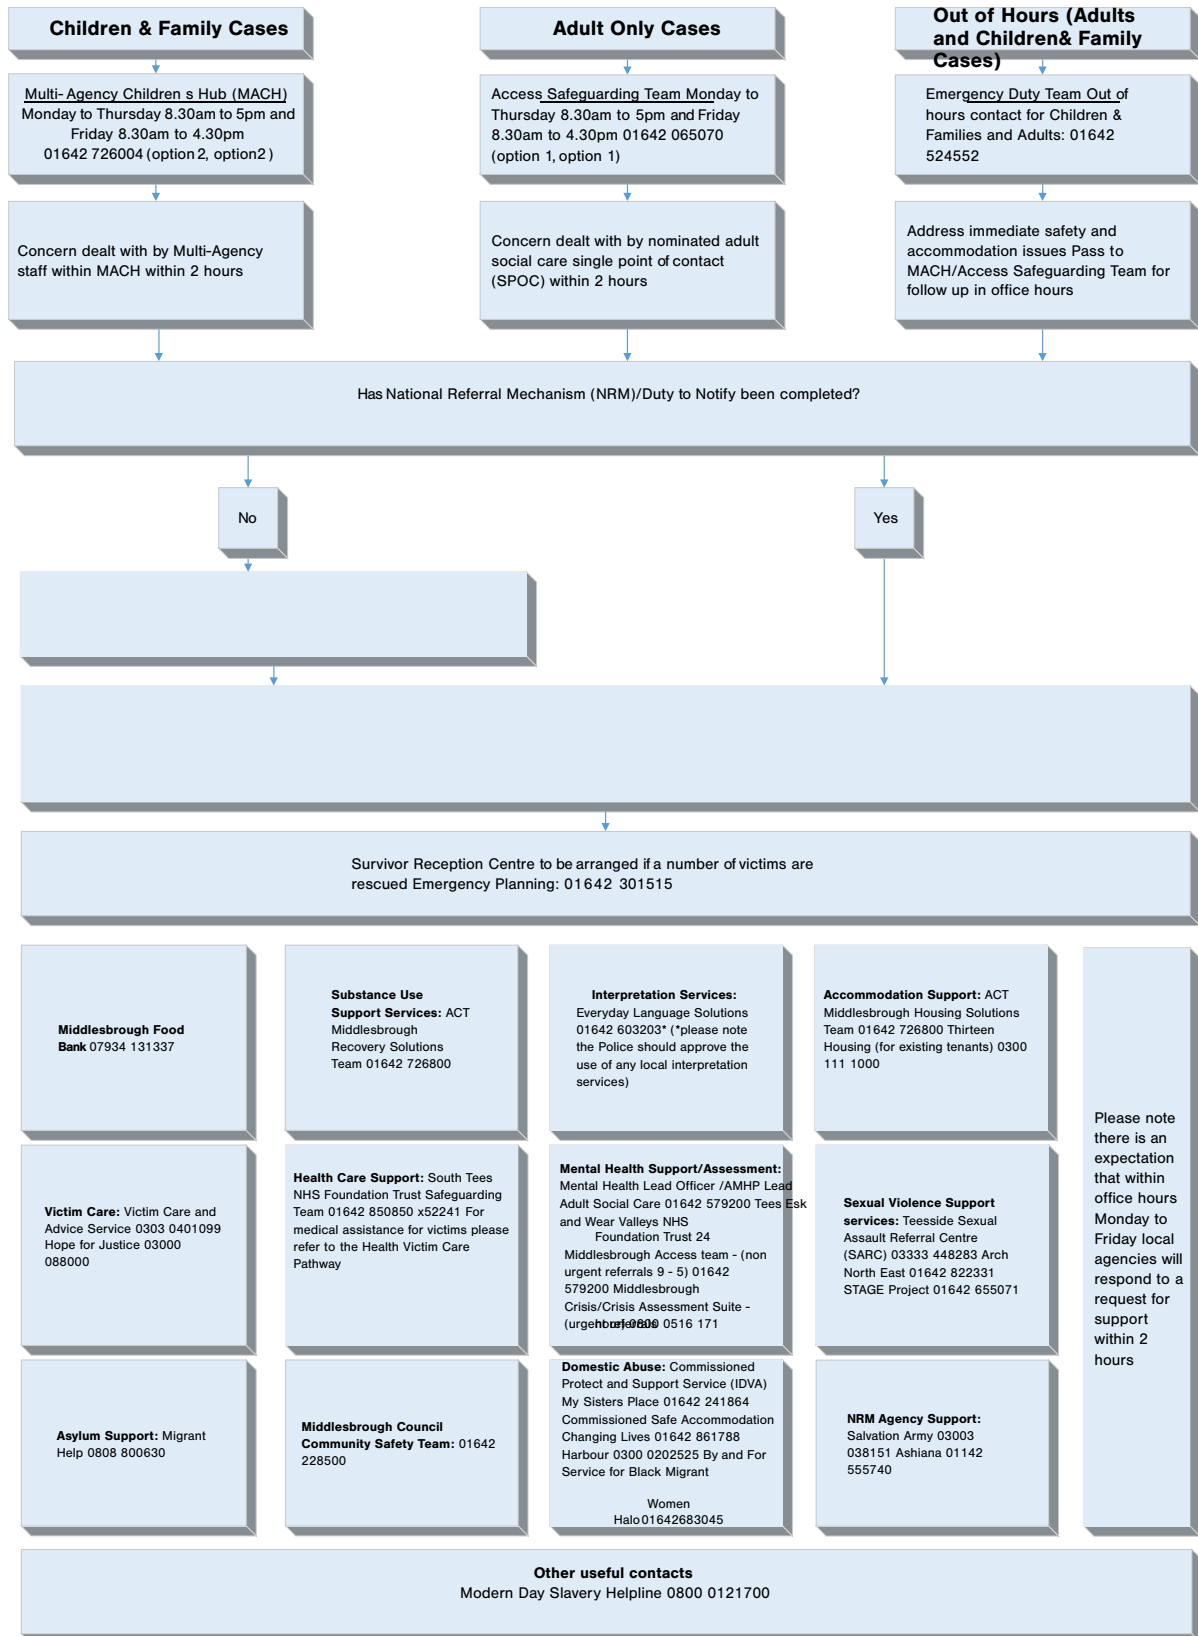 Children & Family Cases
Adult Only Cases
Out of Hours (Adults
and Children& Family
Cases)
Multi-Agency Children s Hub (MACH)
Monday to Thursday 8.30am to 5pm and
Friday 8.30am to 4.30pm
01642 726004 (option 2, option2 )
Access Safeguarding Team Monday to
Thursday 8.30am to 5pm and Friday
8.30am to 4.30pm 01642 065070
(option 1, option 1)
Emergency Duty Team Out of
hours contact for Children &
Families and Adults: 01642
524552
Concern dealt with by Multi-Agency
staff within MACH within 2 hours
Concern dealt with by nominated adult
social care single point of contact
(SPOC) within 2 hours
Address immediate safety and
accommodation issues Pass to
MACH/Access Safeguarding Team for
follow up in office hours
Has National Referral Mechanism (NRM)/Duty to Notify been completed?
No
Yes
Survivor Reception Centre to be arranged if a number of victims are
rescued Emergency Planning: 01642 301515
Middlesbrough Food
Bank 07934 131337
Substance Use
Support Services: ACT
Middlesbrough
Recovery Solutions
Team 01642 726800
Interpretation Services:
Everyday Language Solutions
01642 603203* (*please note
the Police should approve the
use of any local interpretation
services)
Accommodation Support: ACT
Middlesbrough Housing Solutions
Team 01642 726800 Thirteen
Housing (for existing tenants) 0300
111 1000
Please note
there is an
expectation
that within
office hours
Monday to
Friday local
agencies will
respond to a
request for
support
within 2
hours
Victim Care: Victim Care and
Advice Service 0303 0401099
Hope for Justice 03000
088000
Health Care Support: South Tees
NHS Foundation Trust Safeguarding
Team 01642 850850 x52241 For
medical assistance for victims please
refer to the Health Victim Care
Pathway
Mental Health Support/Assessment:
Mental Health Lead Officer /AMHP Lead
Adult Social Care 01642 579200 Tees Esk
and Wear Valleys NHS
Foundation Trust 24
Middlesbrough Access team - (non
urgent referrals 9 - 5) 01642
579200 Middlesbrough
Crisis/Crisis Assessment Suite -
(urgent referrals 0800 0516 171
Sexual Violence Support
services: Teesside Sexual
Assault Referral Centre
(SARC) 03333 448283 Arch
North East 01642 822331
STAGE Project 01642 655071
Asylum Support: Migrant
Help 0808 800630
Middlesbrough Council
Community Safety Team: 01642
228500
Domestic Abuse: Commissioned
Protect and Support Service (IDVA)
My Sisters Place 01642 241864
Commissioned Safe Accommodation
Changing Lives 01642 861788
Harbour 0300 0202525 By and For
Service for Black Migrant
Women
Halo 01642683045
NRM Agency Support:
Salvation Army 03003
038151 Ashiana 01142
555740
Other useful contacts
Modern Day Slavery Helpline 0800 0121700